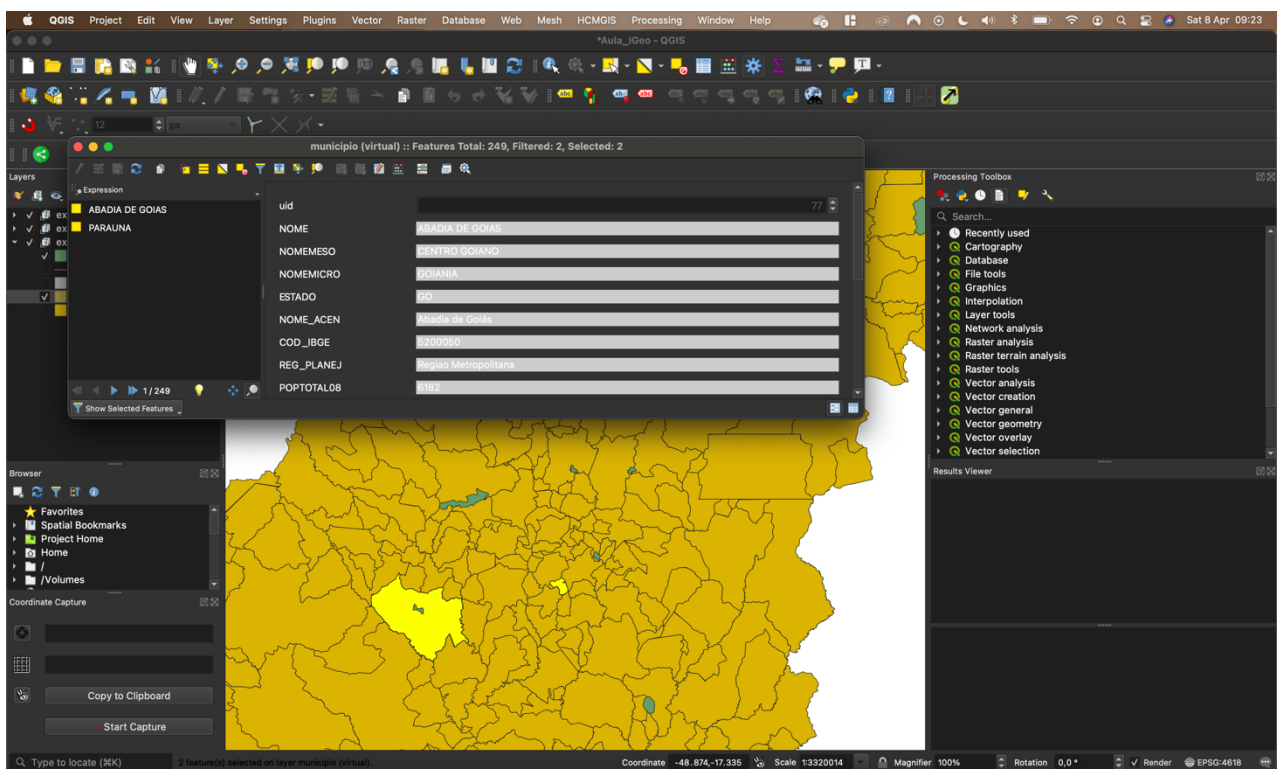 QGIS Project Edit View Layer Settings Plugins Vector Raster Database Web Mesh HCMGIS Processing Window Help Sat 8 Apr 09:23
*Aula_IGeo - QGIS
abc abc abc
12 px
municipio (virtual) :: Features Total: 249, Filtered: 2, Selected: 2
Layers
Expression
ABADIA DE GOIAS
PARAUNA
ex
ex
ex
uid 77
NOME ABADIA DE GOIAS
NOMEMESO CENTRO GOIANO
NOMEMICRO GOIANIA
ESTADO GO
NOME_ACEN Abadia de Goiás
COD_IBGE 5200050
REG_PLANEJ Regiao Metropolitana
POPTOTAL08 6182
1 / 249
Show Selected Features
Processing Toolbox
Search...
Recently used
Cartography
Database
File tools
Graphics
Interpolation
Layer tools
Network analysis
Raster analysis
Raster terrain analysis
Raster tools
Vector analysis
Vector creation
Vector general
Vector geometry
Vector overlay
Vector selection
Results Viewer
Browser
Favorites
Spatial Bookmarks
Project Home
Home
/
/Volumes
Coordinate Capture
Copy to Clipboard
Start Capture
Type to locate (⌘K) 2 feature(s) selected on layer municipio (virtual). Coordinate -48.874,-17.335 Scale 1:3320014 Magnifier 100% Rotation 0,0 ° Render EPSG:4618